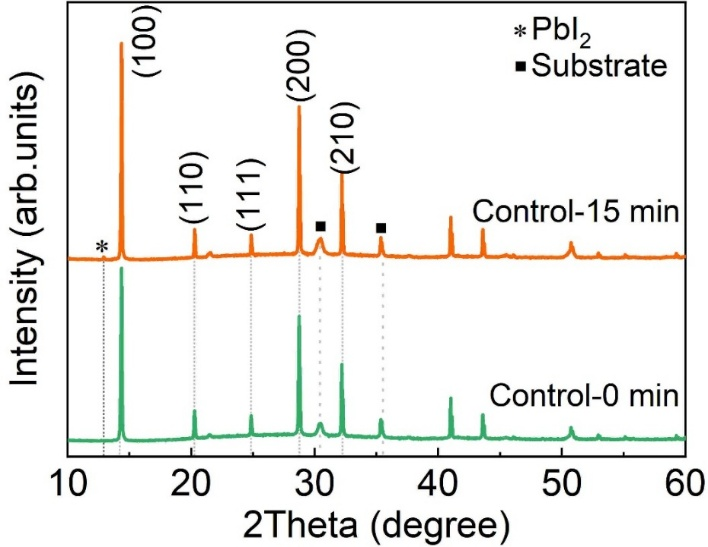 * PbI2
■ Substrate
(100)
(200)
(210)
(110)
(111)
*
Control-15 min
Control-0 min
Intensity (arb.units)
10 20 30 40 50 60
2Theta (degree)